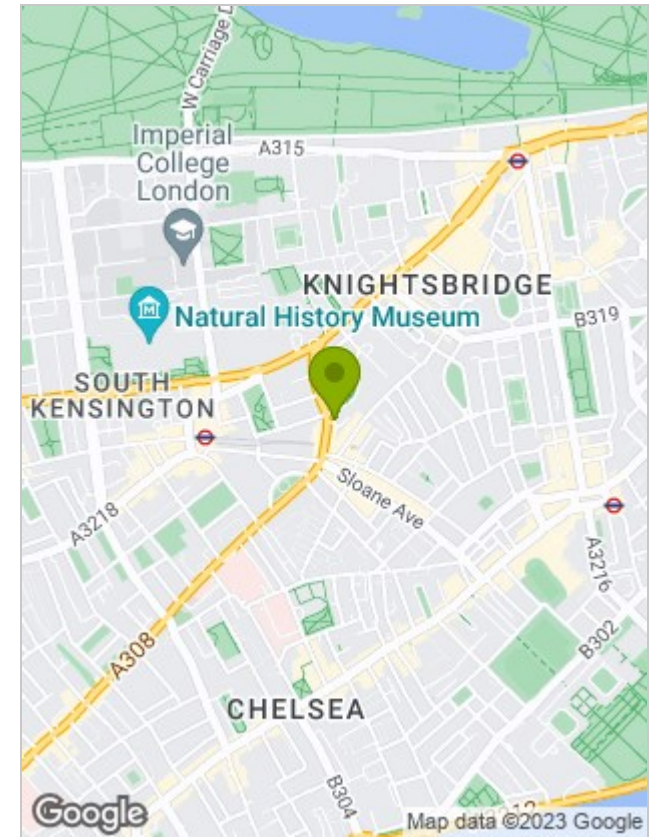 W Carriage D
Imperial
College
London
A315
KNIGHTSBRIDGE
B319
Natural History Museum
SOUTH
KENSINGTON
Sloane Ave
A3218
A3216
A308
B302
CHELSEA
B304
Google
Map data ©2023 Google